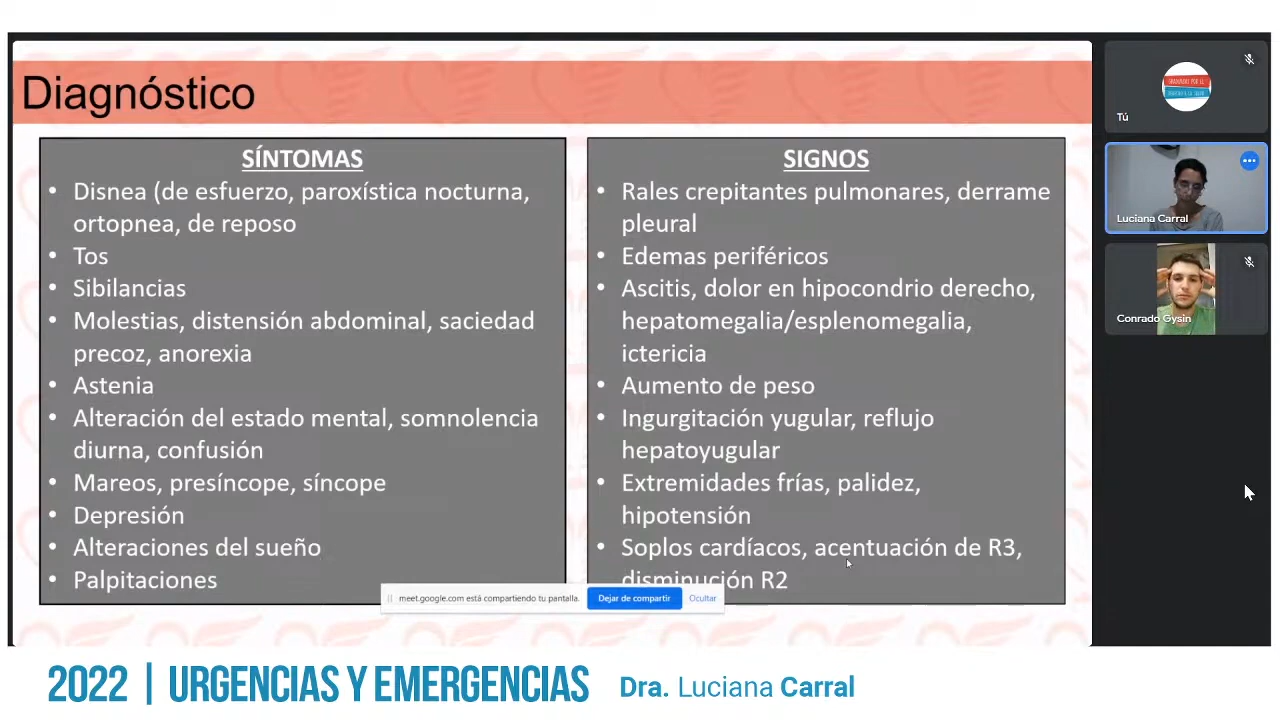 Diagnóstico
SÍNTOMAS
• Disnea (de esfuerzo, paroxística nocturna,
ortopnea, de reposo
• Tos
• Sibilancias
• Molestias, distensión abdominal, saciedad
precoz, anorexia
• Astenia
• Alteración del estado mental, somnolencia
diurna, confusión
• Mareos, presíncope, síncope
• Depresión
• Alteraciones del sueño
• Palpitaciones
SIGNOS
• Rales crepitantes pulmonares, derrame
pleural
• Edemas periféricos
• Ascitis, dolor en hipocondrio derecho,
hepatomegalia/esplenomegalia,
ictericia
• Aumento de peso
• Ingurgitación yugular, reflujo
hepatoyugular
• Extremidades frías, palidez,
hipotensión
• Soplos cardíacos, acentuación de R3,
disminución R2
meet.google.com está compartiendo tu pantalla.
Dejar de compartir
Ocultar
Tú
Luciana Carral
Conrado Gysin
2022 | URGENCIAS Y EMERGENCIAS
Dra. Luciana Carral